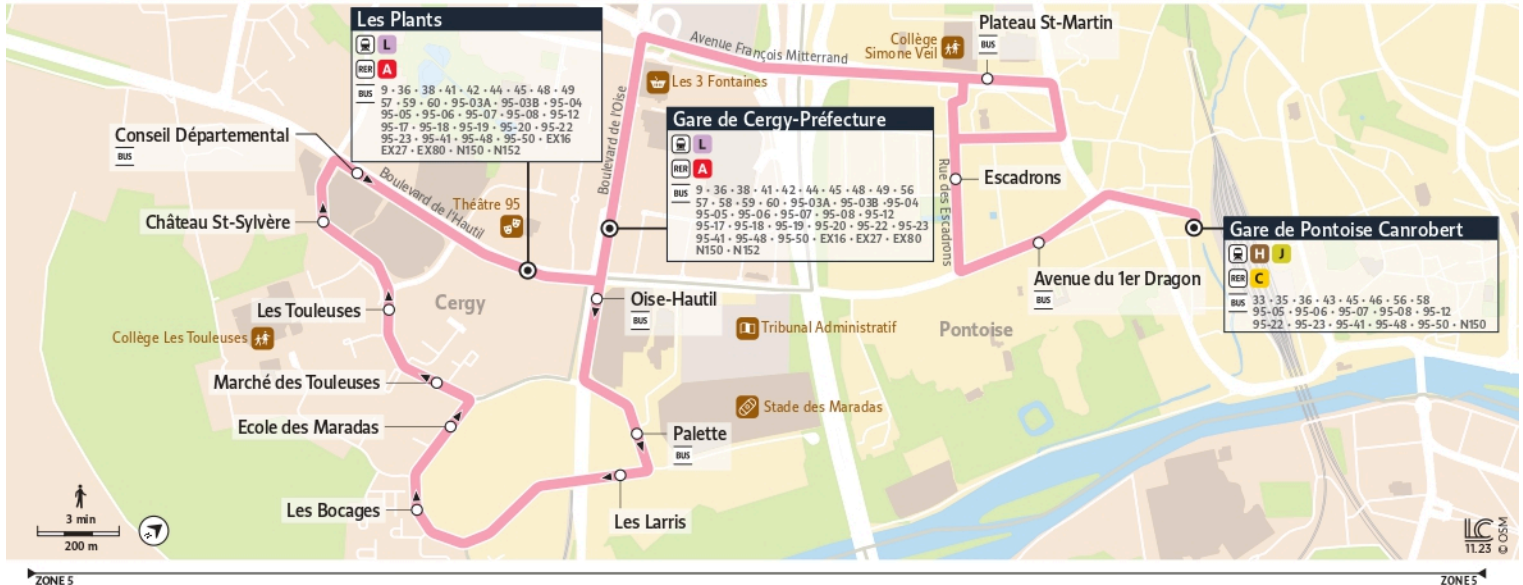 Les Plants
L
RER A
BUS 9 • 36 • 38 • 41 • 42 • 44 • 45 • 48 • 49
57 • 59 • 60 • 95-03A • 95-03B • 95-04
95-05 • 95-06 • 95-07 • 95-08 • 95-12
95-17 • 95-18 • 95-19 • 95-20 • 95-22
95-23 • 95-41 • 95-48 • 95-50 • EX16
EX27 • EX80 • N150 • N152
Avenue François Mitterrand
Collège
Simone Veil
Plateau St-Martin
BUS
Les 3 Fontaines
Boulevard de l'Oise
Gare de Cergy-Préfecture
L
RER A
BUS 9 • 36 • 38 • 41 • 42 • 44 • 45 • 48 • 49 • 56
57 • 58 • 59 • 60 • 95-03A • 95-03B • 95-04
95-05 • 95-06 • 95-07 • 95-08 • 95-12
95-17 • 95-18 • 95-19 • 95-20 • 95-22 • 95-23
95-41 • 95-48 • 95-50 • EX16 • EX27 • EX80
N150 • N152
Conseil Départemental
BUS
Boulevard de l'Hautil
Théâtre 95
Château St-Sylvère
Rue des Escadrons
Escadrons
Gare de Pontoise Canrobert
H J
RER C
BUS 33 • 35 • 36 • 43 • 45 • 46 • 56 • 58
95-05 • 95-06 • 95-07 • 95-08 • 95-12
95-22 • 95-23 • 95-41 • 95-48 • 95-50 • N150
Avenue du 1er Dragon
BUS
Oise-Hautil
BUS
Les Touleuses
Cergy
Collège Les Touleuses
Tribunal Administratif
Pontoise
Marché des Touleuses
Stade des Maradas
Ecole des Maradas
Palette
BUS
Les Bocages
Les Larris
3 min
200 m
LC
11.23
© OSM
ZONE 5
ZONE 5